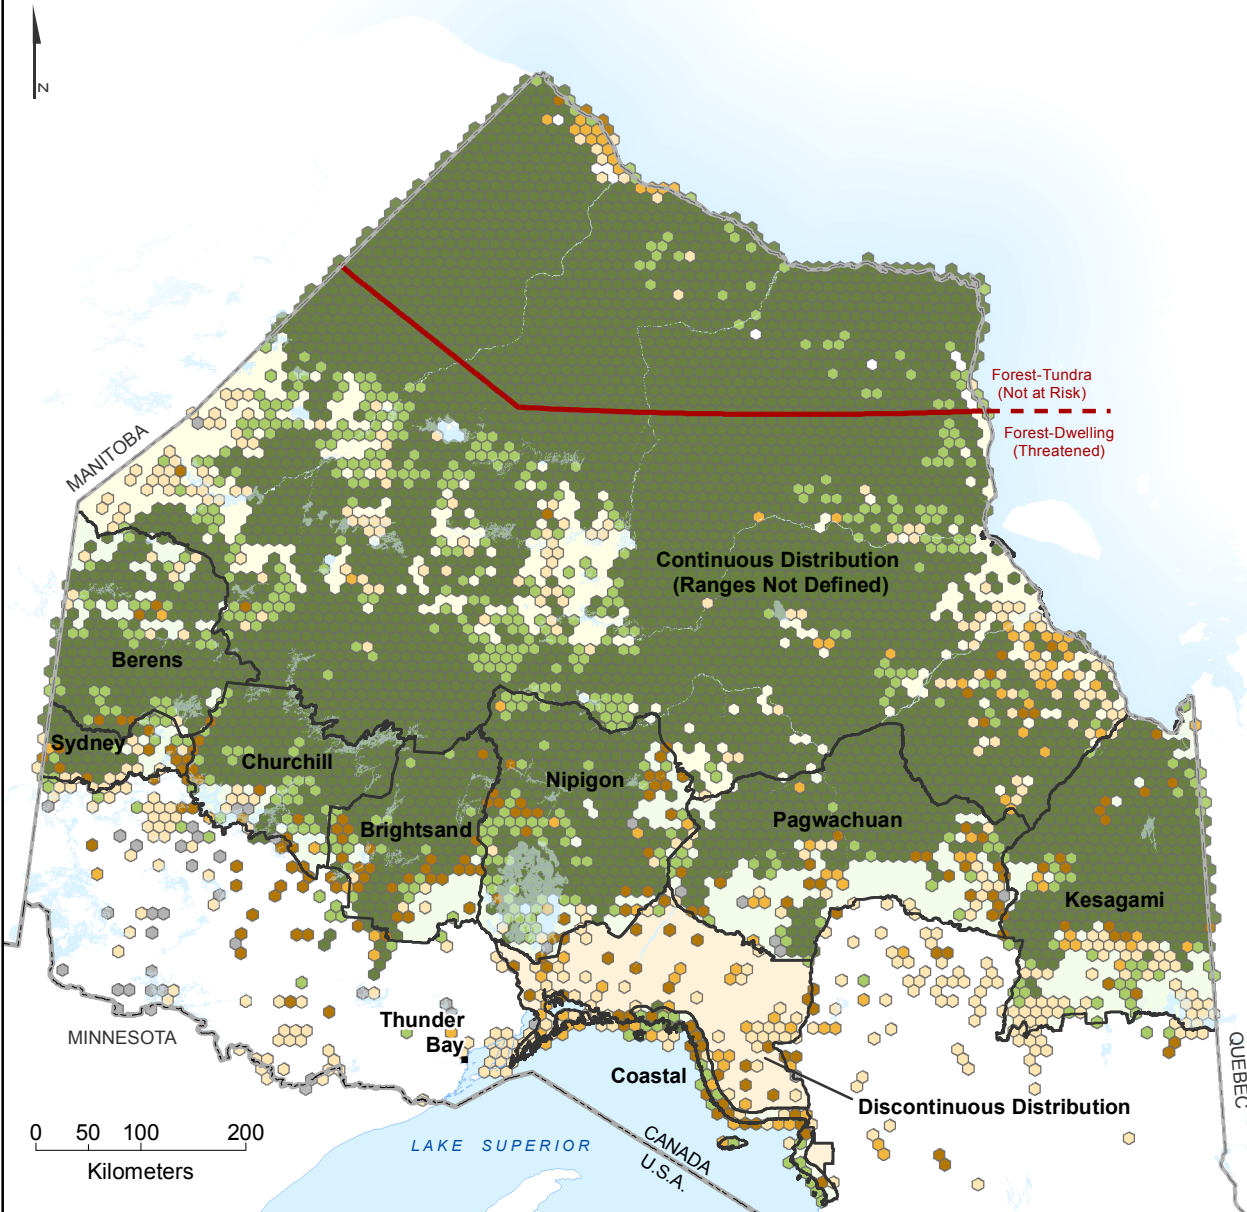 N
Forest-Tundra
(Not at Risk)
Forest-Dwelling
(Threatened)
MANITOBA
Continuous Distribution
(Ranges Not Defined)
Berens
Sydney
Churchill
Nipigon
Brightsand
Pagwachuan
Kesagami
Thunder
Bay
MINNESOTA
Coastal
QUEBEC
Discontinuous Distribution
0 50 100 200
Kilometers
LAKE SUPERIOR
CANADA
U.S.A.